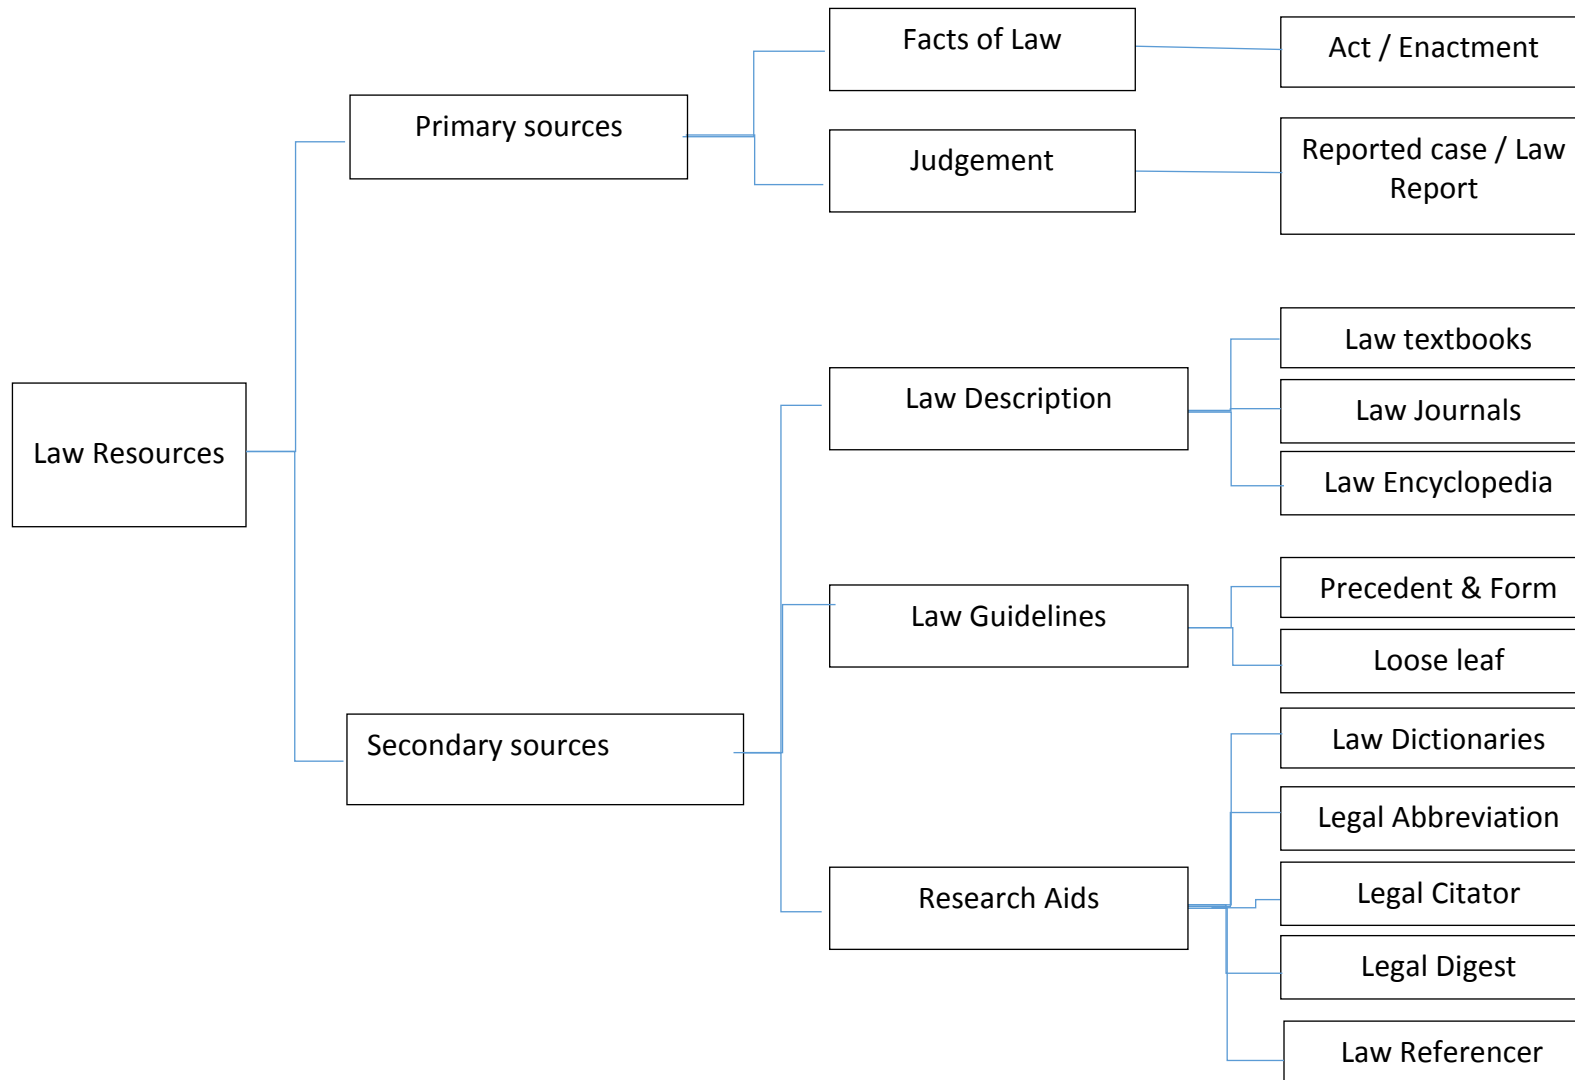 Law Resources
Primary sources
Facts of Law
Act / Enactment
Judgement
Reported case / Law
Report
Secondary sources
Law Description
Law textbooks
Law Journals
Law Encyclopedia
Law Guidelines
Precedent & Form
Loose leaf
Research Aids
Law Dictionaries
Legal Abbreviation
Legal Citator
Legal Digest
Law Referencer